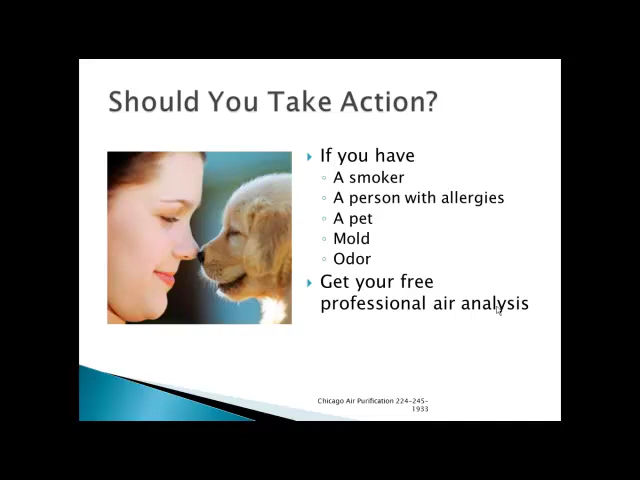 Should You Take Action?
If you have
A smoker
A person with allergies
A pet
Mold
Odor
Get your free
professional air analysis
Chicago Air Purification 224-245-
1933